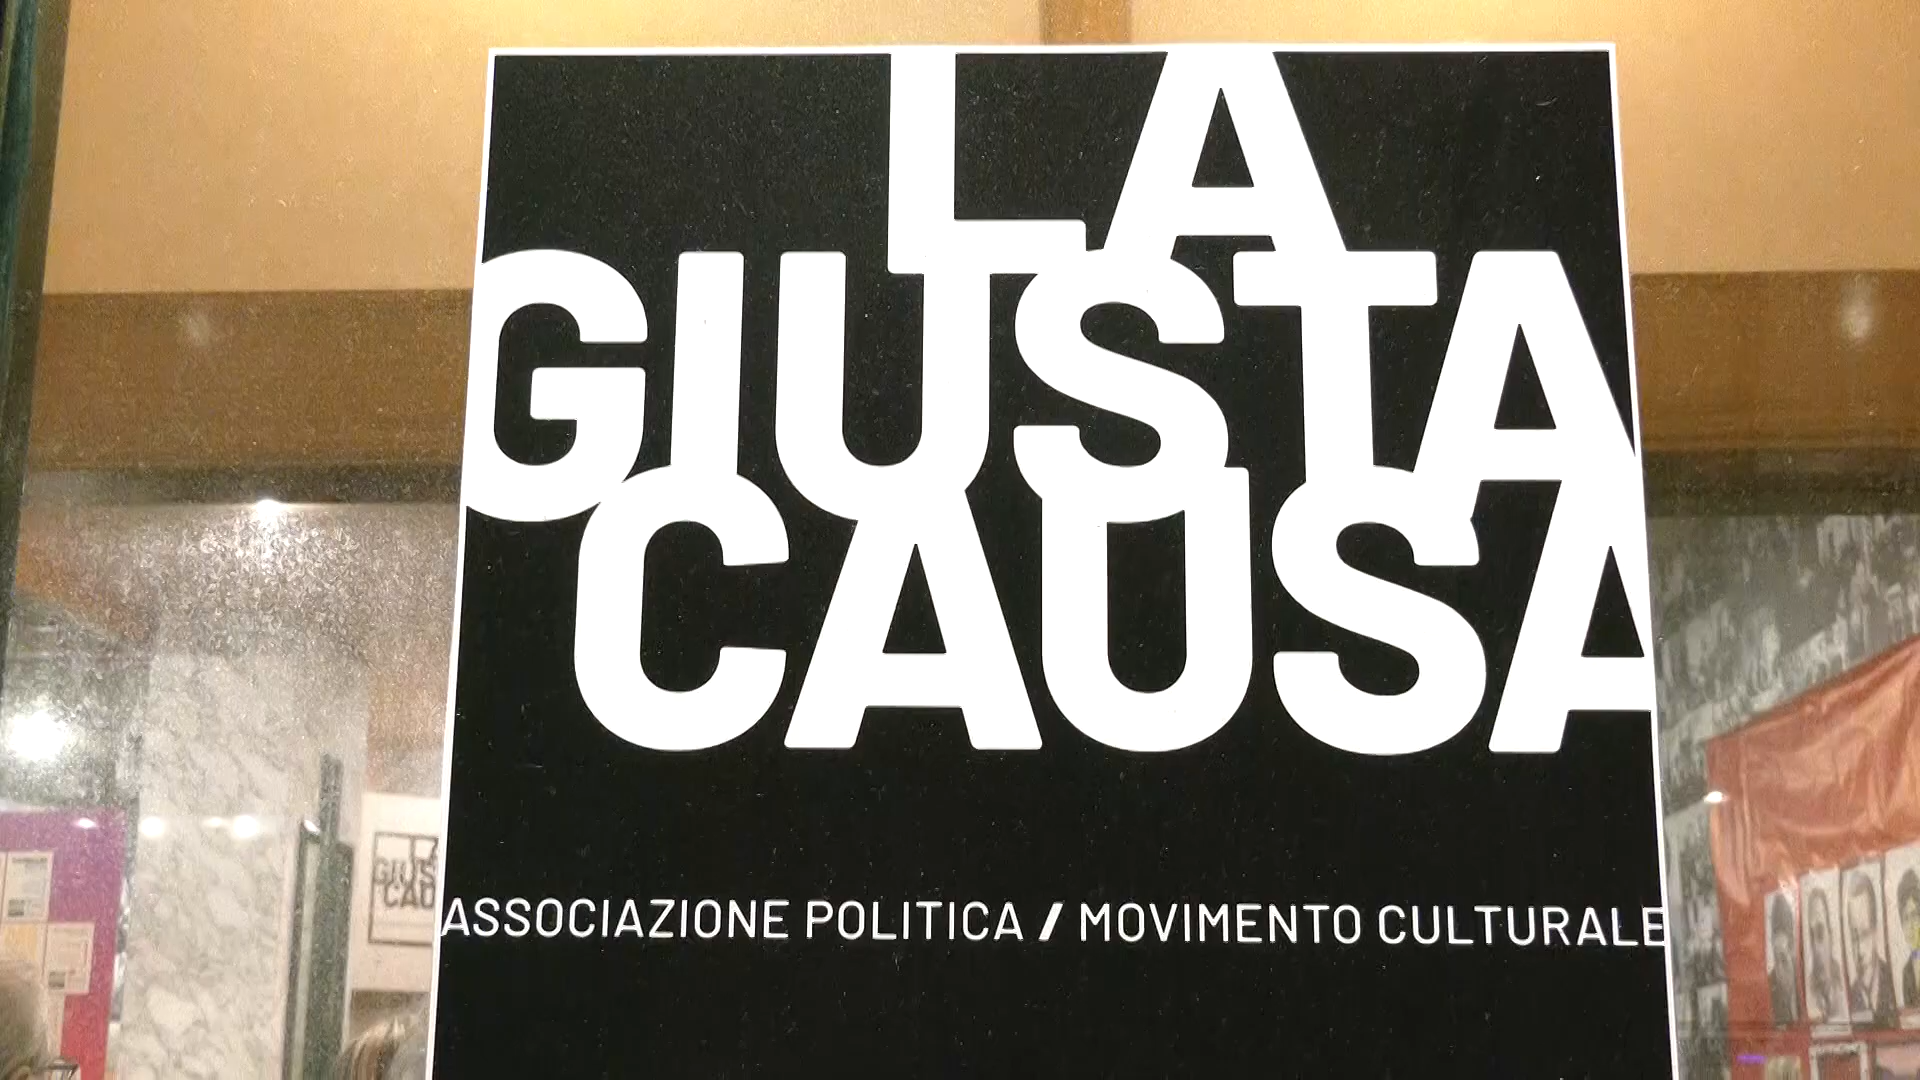 LA
GIUSTA
CAUSA
ASSOCIAZIONE POLITICA / MOVIMENTO CULTURALE